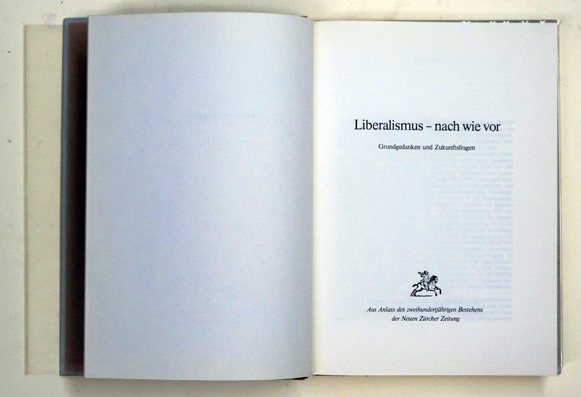 Liberalismus – nach wie vor
Grundgedanken und Zukunftsfragen
Aus Anlass des zweihundertjährigen Bestehens
der Neuen Zürcher Zeitung